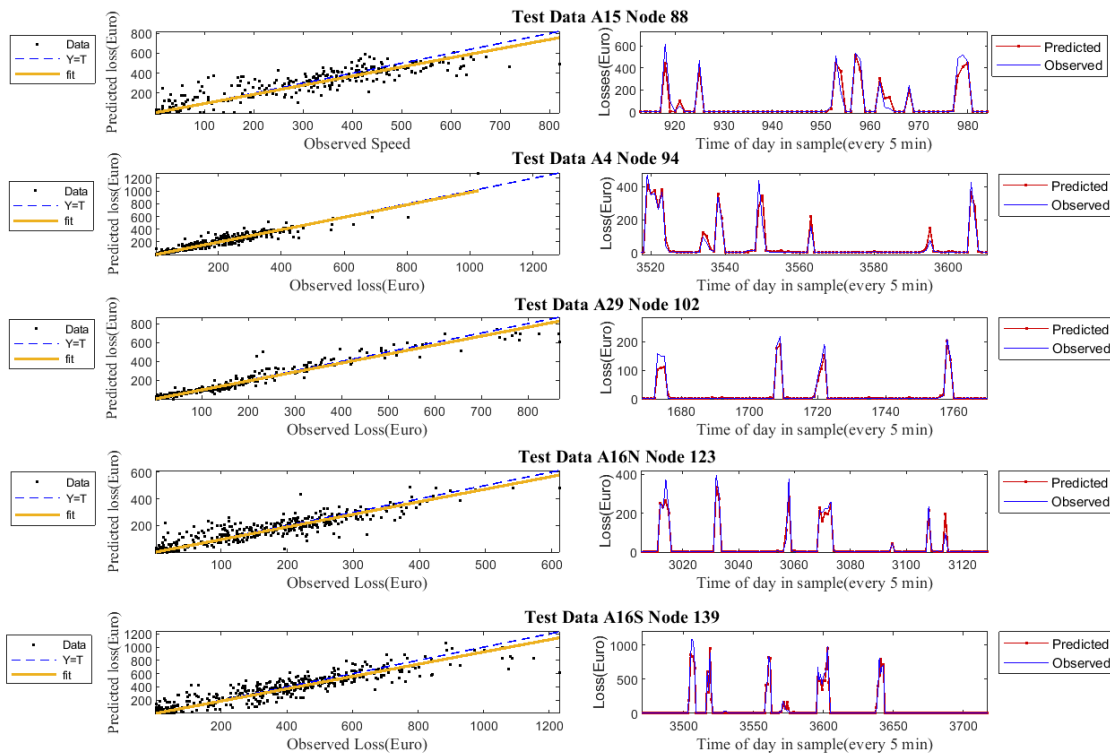 Test Data A15 Node 88
Data
Y=T
fit
Predicted loss(Euro)
800
600
400
200
100 200 300 400 500 600 700 800
Observed Speed
Losses(Euro)
600
400
200
0
920 930 940 950 960 970 980
Time of day in sample(every 5 min)
Predicted
Observed
Test Data A4 Node 94
Data
Y=T
fit
Predicted loss(Euro)
1200
1000
800
600
400
200
200 400 600 800 1000 1200
Observed loss(Euro)
Loss(Euro)
400
200
0
3520 3540 3560 3580 3600
Time of day in sample(every 5 min)
Predicted
Observed
Test Data A29 Node 102
Data
Y=T
fit
Predicted loss(Euro)
800
600
400
200
100 200 300 400 500 600 700 800
Observed Loss(Euro)
Loss(Euro)
200
100
0
1680 1700 1720 1740 1760
Time of day in sample(every 5 min)
Predicted
Observed
Test Data A16N Node 123
Data
Y=T
fit
Predicted loss(Euro)
600
400
200
100 200 300 400 500 600
Observed Loss(Euro)
Loss(Euro)
400
200
0
3020 3040 3060 3080 3100 3120
Time of day in sample(every 5 min)
Predicted
Observed
Test Data A16S Node 139
Data
Y=T
fit
Predicted loss(Euro)
1200
1000
800
600
400
200
0
0 200 400 600 800 1000 1200
Observed Loss(Euro)
Loss(Euro)
1000
500
0
3500 3550 3600 3650 3700
Time of day in sample(every 5 min)
Predicted
Observed